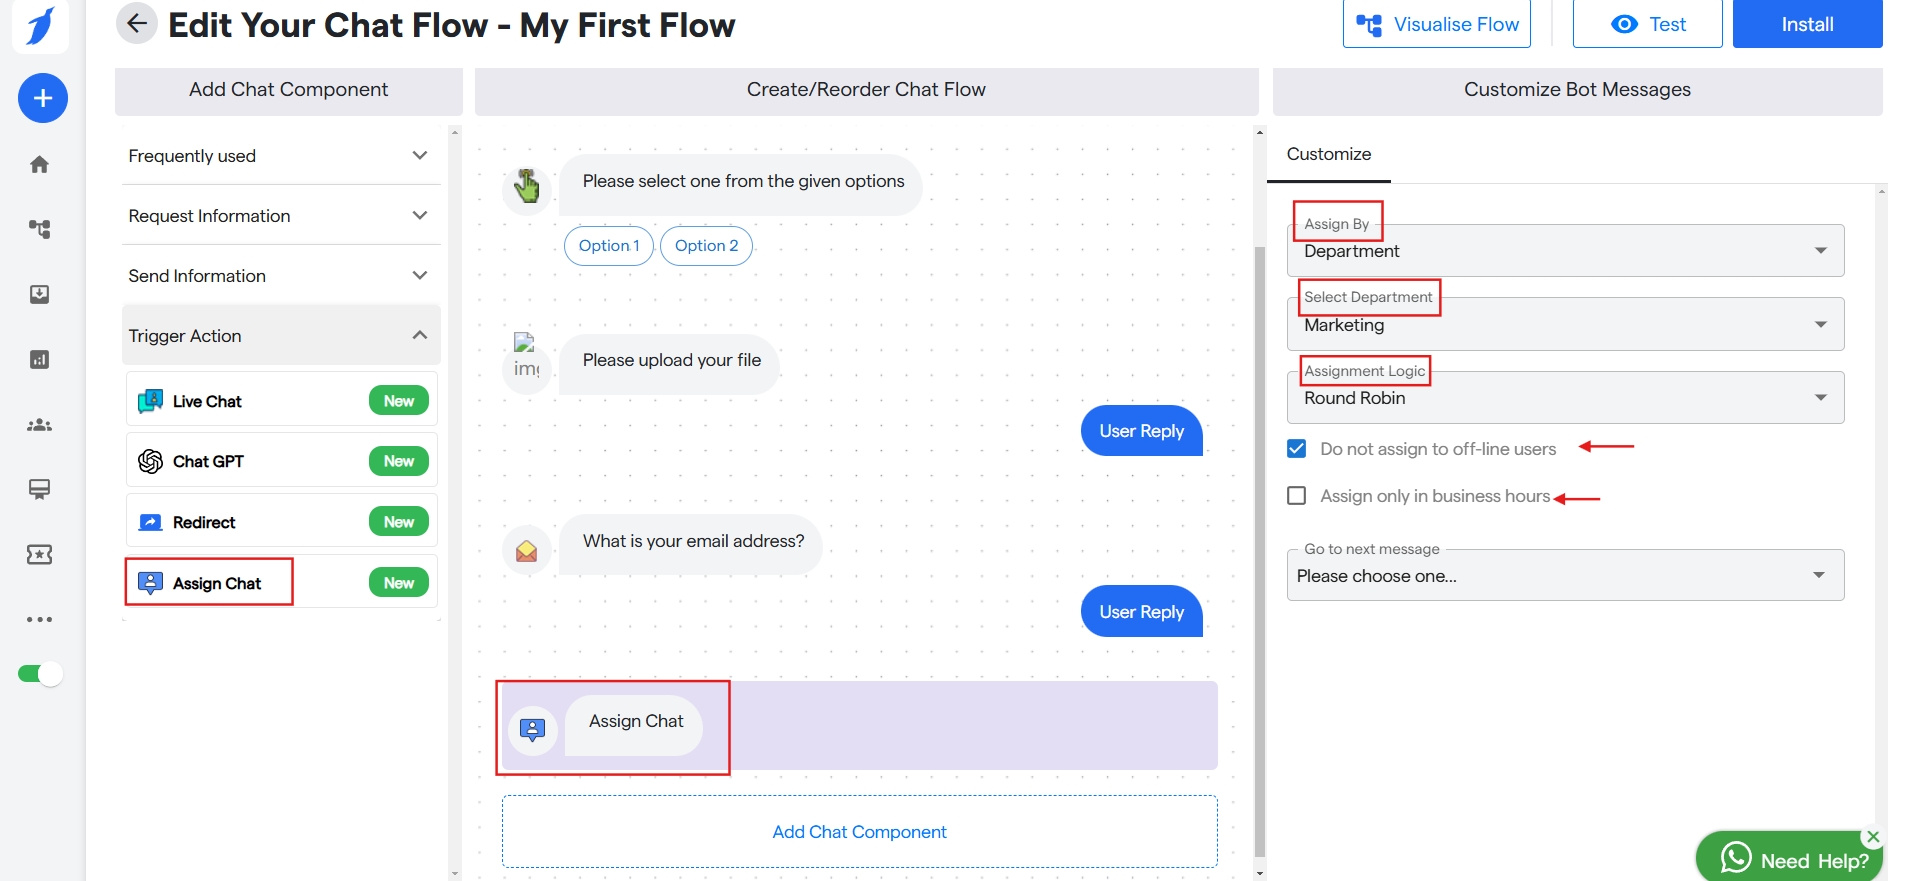 Edit Your Chat Flow - My First Flow
Visualise Flow
Test
Install
Add Chat Component
Create/Reorder Chat Flow
Customize Bot Messages
Frequently used
Request Information
Send Information
Trigger Action
Live Chat
New
Chat GPT
New
Redirect
New
Assign Chat
New
Please select one from the given options
Option 1
Option 2
img
Please upload your file
User Reply
What is your email address?
User Reply
Assign Chat
Add Chat Component
Customize
Assign By
Department
Select Department
Marketing
Assignment Logic
Round Robin
Do not assign to off-line users
Assign only in business hours
Go to next message
Please choose one...
Need Help?